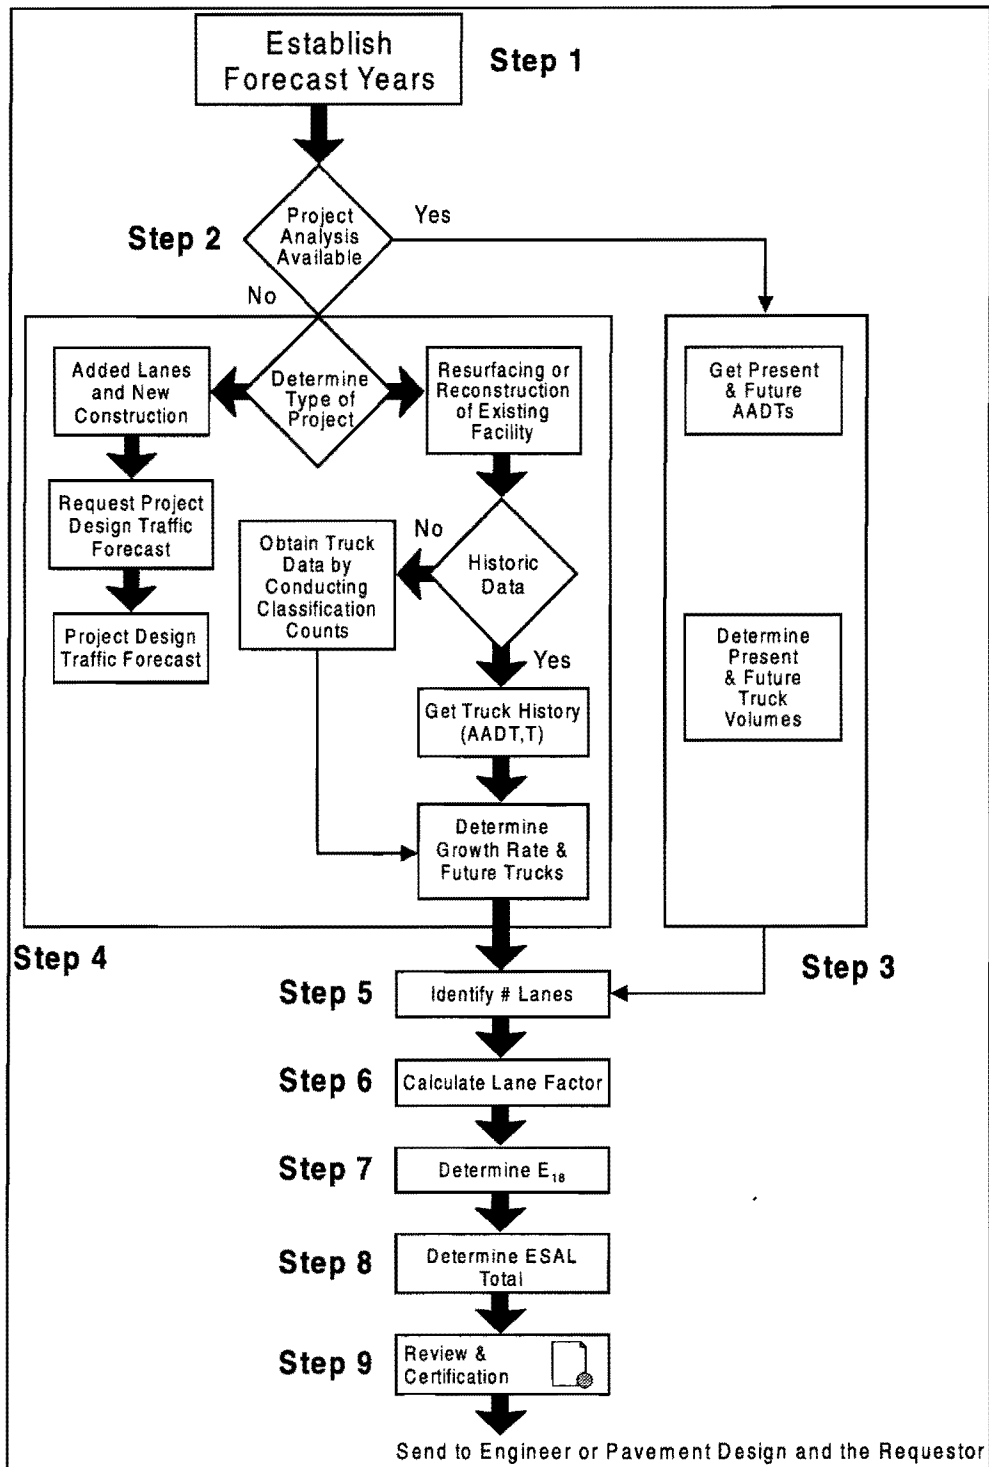 Establish
Forecast Years
Step 1
Step 2
Project
Analysis
Available
Yes
No
Added Lanes
and New
Construction
Determine
Type of
Project
Resurfacing or
Reconstruction
of Existing
Facility
Get Present
& Future
AADTs
Request Project
Design Traffic
Forecast
Obtain Truck
Data by
Conducting
Classification
Counts
No
Historic
Data
Project Design
Traffic Forecast
Yes
Determine
Present
& Future
Truck
Volumes
Get Truck History
(AADT,T)
Determine
Growth Rate &
Future Trucks
Step 4
Step 3
Step 5
Identify # Lanes
Step 6
Calculate Lane Factor
Step 7
Determine E18
Step 8
Determine ESAL
Total
Step 9
Review &
Certification
Send to Engineer or Pavement Design and the Requestor